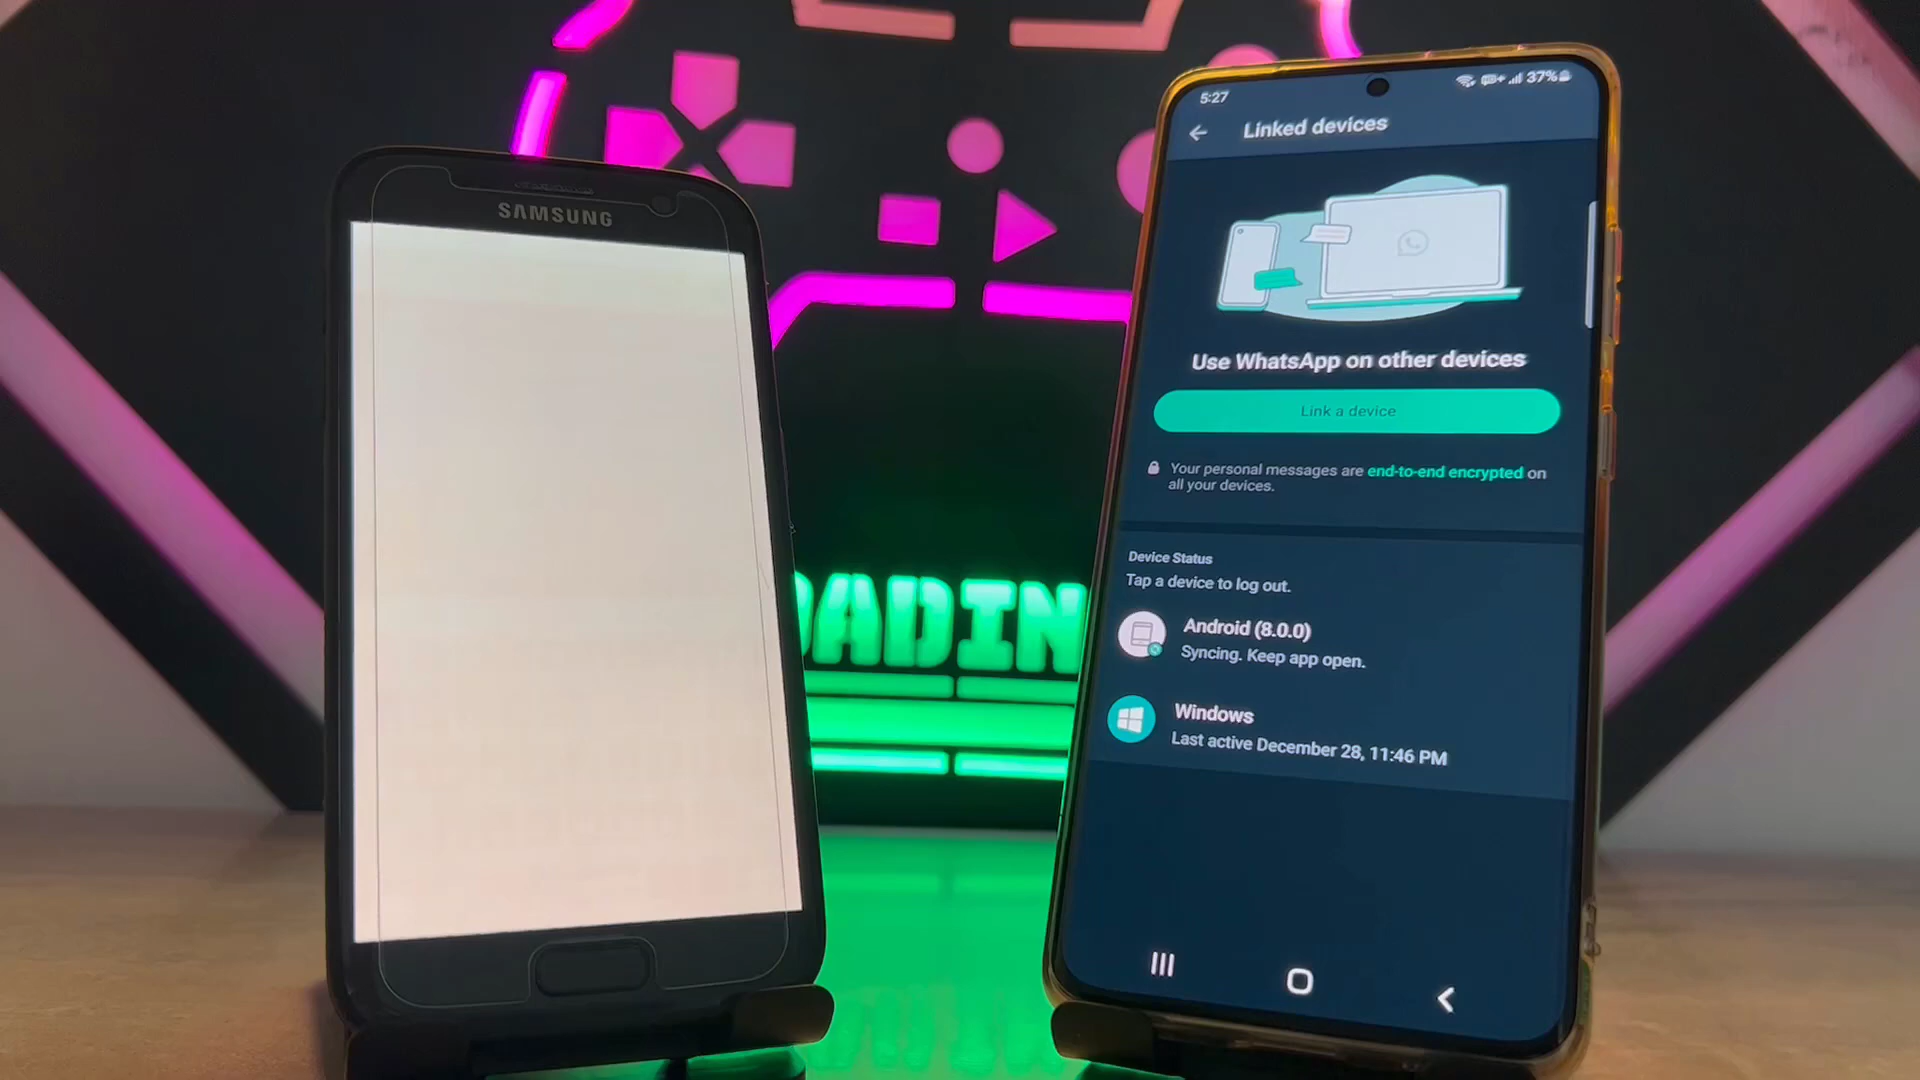 SAMSUNG
5:27
37%
Linked devices
Use WhatsApp on other devices
Link a device
Your personal messages are end-to-end encrypted on
all your devices.
Device Status
Tap a device to log out.
Android (8.0.0)
Syncing. Keep app open.
Windows
Last active December 28, 11:46 PM
OADIN